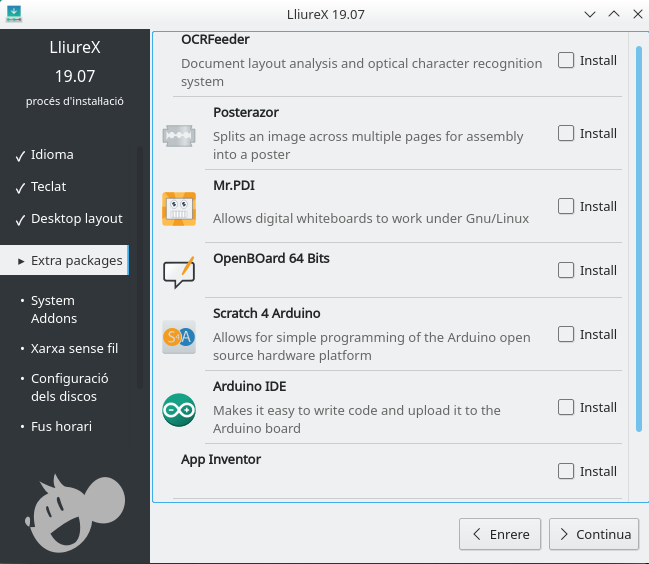 LliureX 19.07
LliureX
19.07
procés d'instal·lació
Idioma
Teclat
Desktop layout
Extra packages
System
Addons
Xarxa sense fil
Configuració
dels discos
Fus horari
OCRFeeder
Document layout analysis and optical character recognition
system
Install
Posterazor
Splits an image across multiple pages for assembly
into a poster
Install
Mr.PDI
Allows digital whiteboards to work under Gnu/Linux
Install
OpenBOard 64 Bits
Install
S4A
Scratch 4 Arduino
Allows for simple programming of the Arduino open
source hardware platform
Install
Arduino IDE
Makes it easy to write code and upload it to the
Arduino board
Install
App Inventor
Install
Enrere
Continua